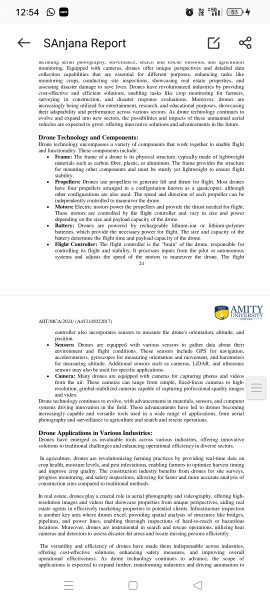 12:54
53
SAnjana Report
monitoring. Equipped with cameras, drones offer unique perspectives and detailed data
collection capabilities that are essential for different purposes, enhancing tasks like
monitoring crops, conducting site inspections, showcasing real estate properties, and
assessing disaster damage to save lives. Drones have revolutionized industries by providing
cost-effective and efficient solutions, enabling tasks like crop monitoring for farmers,
surveying in construction, and disaster response evaluations. Moreover, drones are
increasingly being utilized for entertainment, research, and educational purposes, showcasing
their adaptability and performance across various sectors. As drone technology continues to
evolve and expand into new sectors, the possibilities and impacts of these unmanned aerial
vehicles are expected to grow, offering innovative solutions and advancements in the future.
Drone Technology and Components:
Drone technology encompasses a variety of components that work together to enable flight
and functionality. These components include:
• Frame: The frame of a drone is its physical structure, typically made of lightweight
materials such as carbon fiber, plastic, or aluminum. The frame provides the structure
for mounting other components and must be sturdy yet lightweight to ensure flight
stability.
• Propellers: Drones use propellers to generate lift and thrust for flight. Most drones
have four propellers arranged in a configuration known as a quadcopter, although
other configurations are also used. The speed and direction of each propeller can be
independently controlled to maneuver the drone.
• Motors: Electric motors power the propellers and provide the thrust needed for flight.
These motors are controlled by the flight controller and vary in size and power
depending on the size and payload capacity of the drone.
• Battery: Drones are powered by rechargeable lithium-ion or lithium-polymer
batteries, which provide the necessary power for flight. The size and capacity of the
battery determine the flight time and payload capacity of the drone.
• Flight Controller: The flight controller is the "brain" of the drone, responsible for
controlling its flight and stability. It processes inputs from the pilot or autonomous
systems and adjusts the speed of the motors to maneuver the drone. The flight
24
AMITY
UNIVERSITY
controller also incorporates sensors to measure the drone's orientation, altitude, and
position.
• Sensors: Drones are equipped with various sensors to gather data about their
environment and flight conditions. These sensors include GPS for navigation,
accelerometers, gyroscopes for measuring orientation and movement, and barometers
for measuring altitude. Additional sensors such as cameras, LiDAR, and ultrasonic
sensors may also be used for specific applications.
• Camera: Many drones are equipped with cameras for capturing photos and videos
from the air. These cameras can range from simple, fixed-focus cameras to high-
resolution, gimbal-stabilized cameras capable of capturing professional-quality images
and video.
Drone technology continues to evolve, with advancements in materials, sensors, and computer
systems driving innovation in the field. These advancements have led to drones becoming
increasingly capable and versatile tools used in a wide range of applications, from aerial
photography and surveillance to agriculture and search and rescue operations.
Drone Applications in Various Industries:
Drones have emerged as invaluable tools across various industries, offering innovative
solutions to traditional challenges and enhancing operational efficiency in diverse sectors.
In agriculture, drones are revolutionizing farming practices by providing real-time data on
crop health, moisture levels, and pest infestations, enabling farmers to optimize harvest timing
and improve crop quality. The construction industry benefits from drones for site surveys,
progress monitoring, and safety inspections, allowing for faster and more accurate analysis of
construction sites compared to traditional methods.
In real estate, drones play a crucial role in aerial photography and videography, offering high-
resolution images and videos that showcase properties from unique perspectives, aiding real
estate agents in effectively marketing properties to potential clients. Infrastructure inspection
is another key area where drones excel, providing spatial analysis of structures like bridges,
pipelines, and power lines, enabling thorough inspections of hard-to-reach or hazardous
locations. Moreover, drones are instrumental in search and rescue operations, utilizing heat
cameras and detectors to assess disaster-hit areas and locate missing persons efficiently.
The versatility and efficiency of drones have made them indispensable across industries,
offering cost-effective solutions, enhancing safety measures, and improving overall
operational effectiveness. As drone technology continues to advance, the scope of
applications is expected to expand further, transforming industries and driving automation in